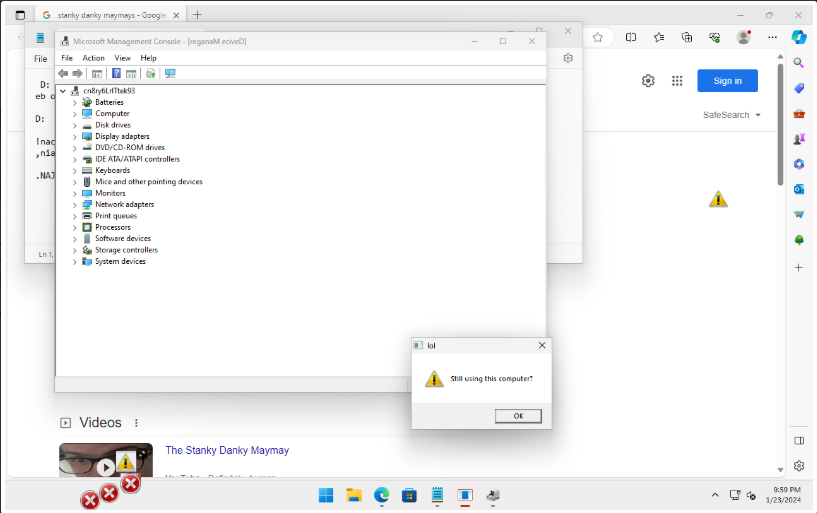 stanky danky maymays - Google
Microsoft Management Console - [reganaM eciveD]
File
File Action View Help
Sign in
D:
eb o
D:
!nac
,nia
.NAJ
Ln 1,
cn8ry6LrlTtek93
Batteries
Computer
Disk drives
Display adapters
DVD/CD-ROM drives
IDE ATA/ATAPI controllers
Keyboards
Mice and other pointing devices
Monitors
Network adapters
Print queues
Processors
Software devices
Storage controllers
System devices
SafeSearch
lol
Still using this computer?
OK
Videos
The Stanky Danky Maymay
9:59 PM
1/23/2024